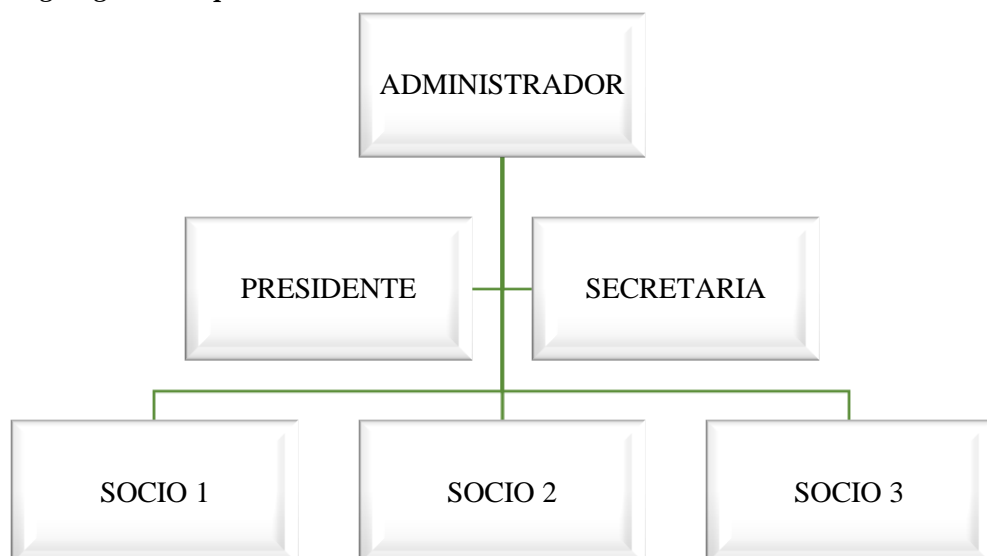 ADMINISTRADOR
PRESIDENTE
SECRETARIA
SOCIO 1
SOCIO 2
SOCIO 3